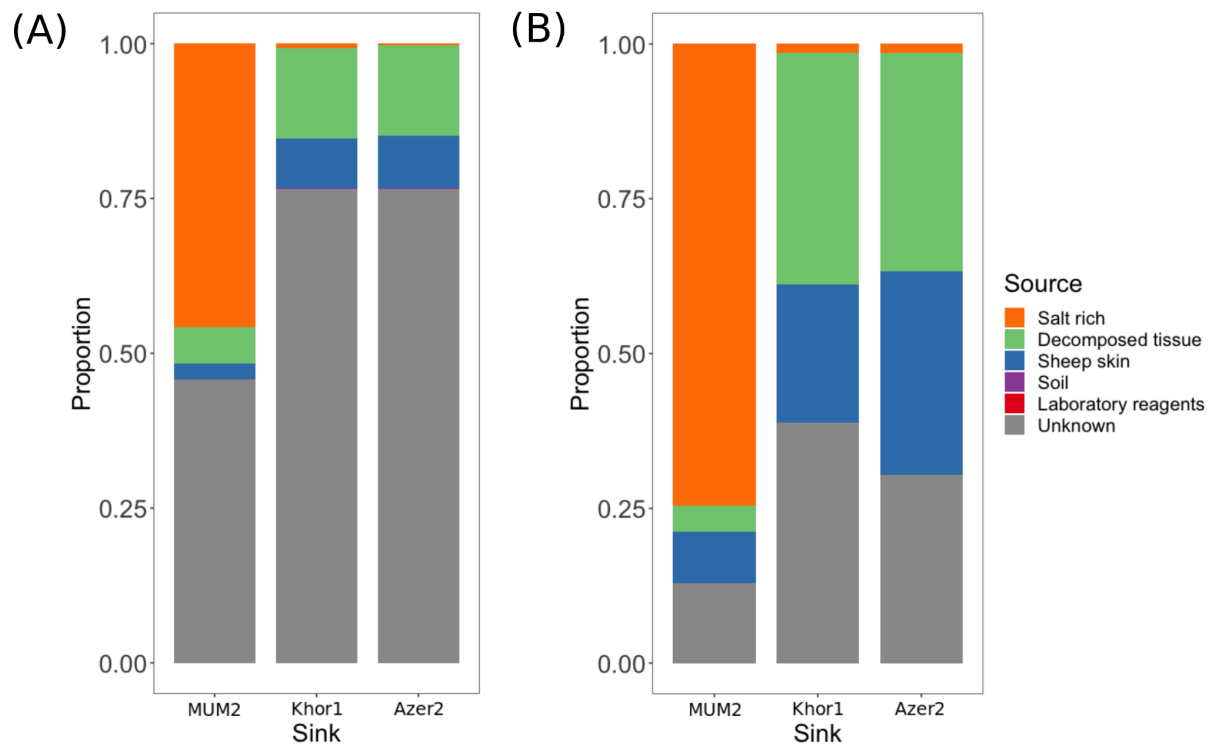 (A)
1.00
0.75
0.50
0.25
0.00
Proportion
MUM2 Khor1 Azer2
Sink
(B)
1.00
0.75
0.50
0.25
0.00
Proportion
MUM2 Khor1 Azer2
Sink
Source
Salt rich
Decomposed tissue
Sheep skin
Soil
Laboratory reagents
Unknown